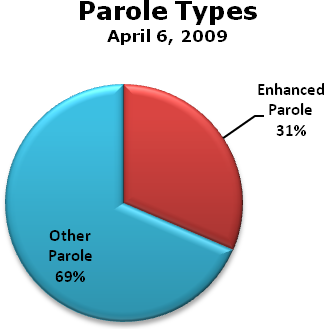 Parole Types
April 6, 2009
Enhanced
Parole
31%
Other
Parole
69%